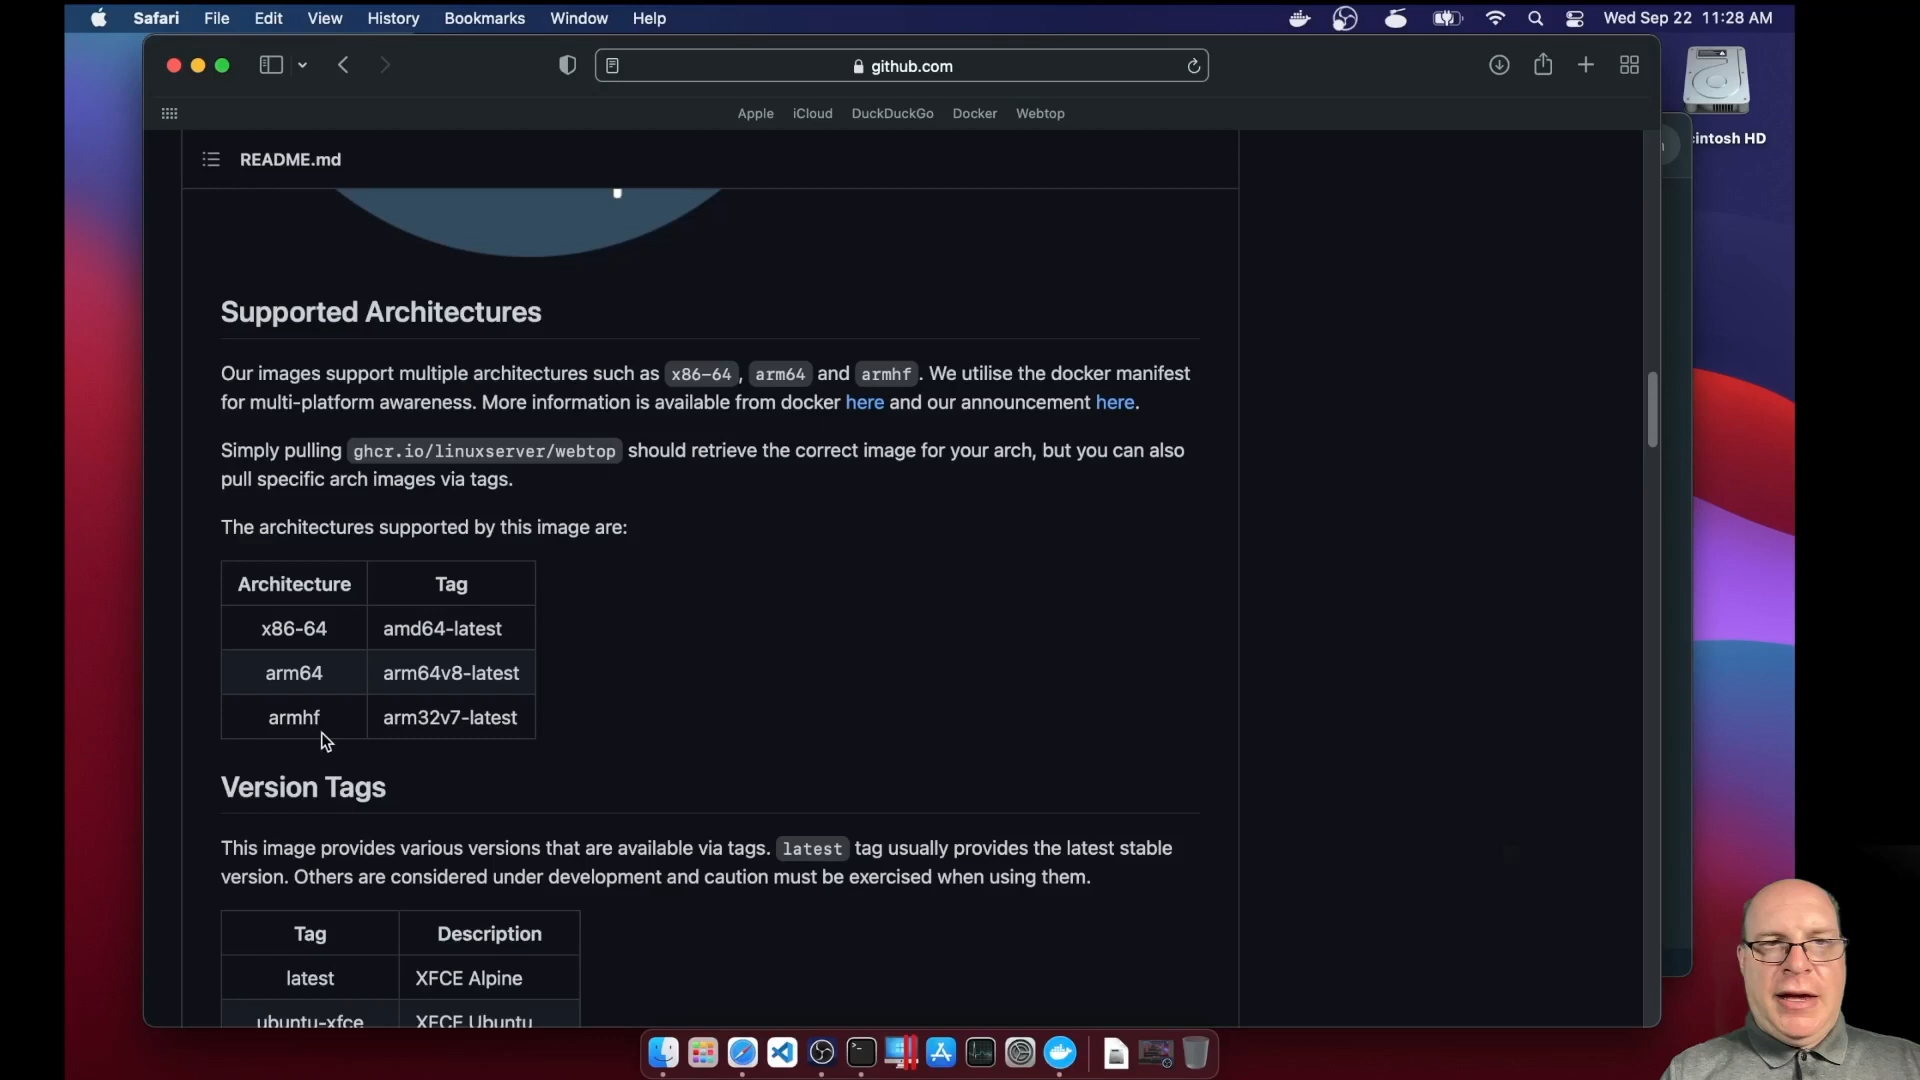 Safari File Edit View History Bookmarks Window Help Wed Sep 22 11:28 AM
github.com
Apple iCloud DuckDuckGo Docker Webtop
intosh HD
README.md
Supported Architectures
Our images support multiple architectures such as x86-64, arm64 and armhf. We utilise the docker manifest
for multi-platform awareness. More information is available from docker here and our announcement here.
Simply pulling ghcr.io/linuxserver/webtop should retrieve the correct image for your arch, but you can also
pull specific arch images via tags.
The architectures supported by this image are:
Architecture Tag
x86-64 amd64-latest
arm64 arm64v8-latest
armhf arm32v7-latest
Version Tags
This image provides various versions that are available via tags. latest tag usually provides the latest stable
version. Others are considered under development and caution must be exercised when using them.
Tag Description
latest XFCE Alpine
ubuntu-xfce XFCE Ubuntu